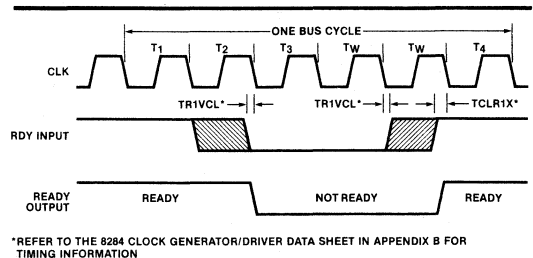 ONE BUS CYCLE
T1 T2 T3 TW TW T4
CLK
TR1VCL* TR1VCL* TCLR1X*
RDY INPUT
READY
OUTPUT
READY NOT READY READY
*REFER TO THE 8284 CLOCK GENERATOR/DRIVER DATA SHEET IN APPENDIX B FOR
TIMING INFORMATION